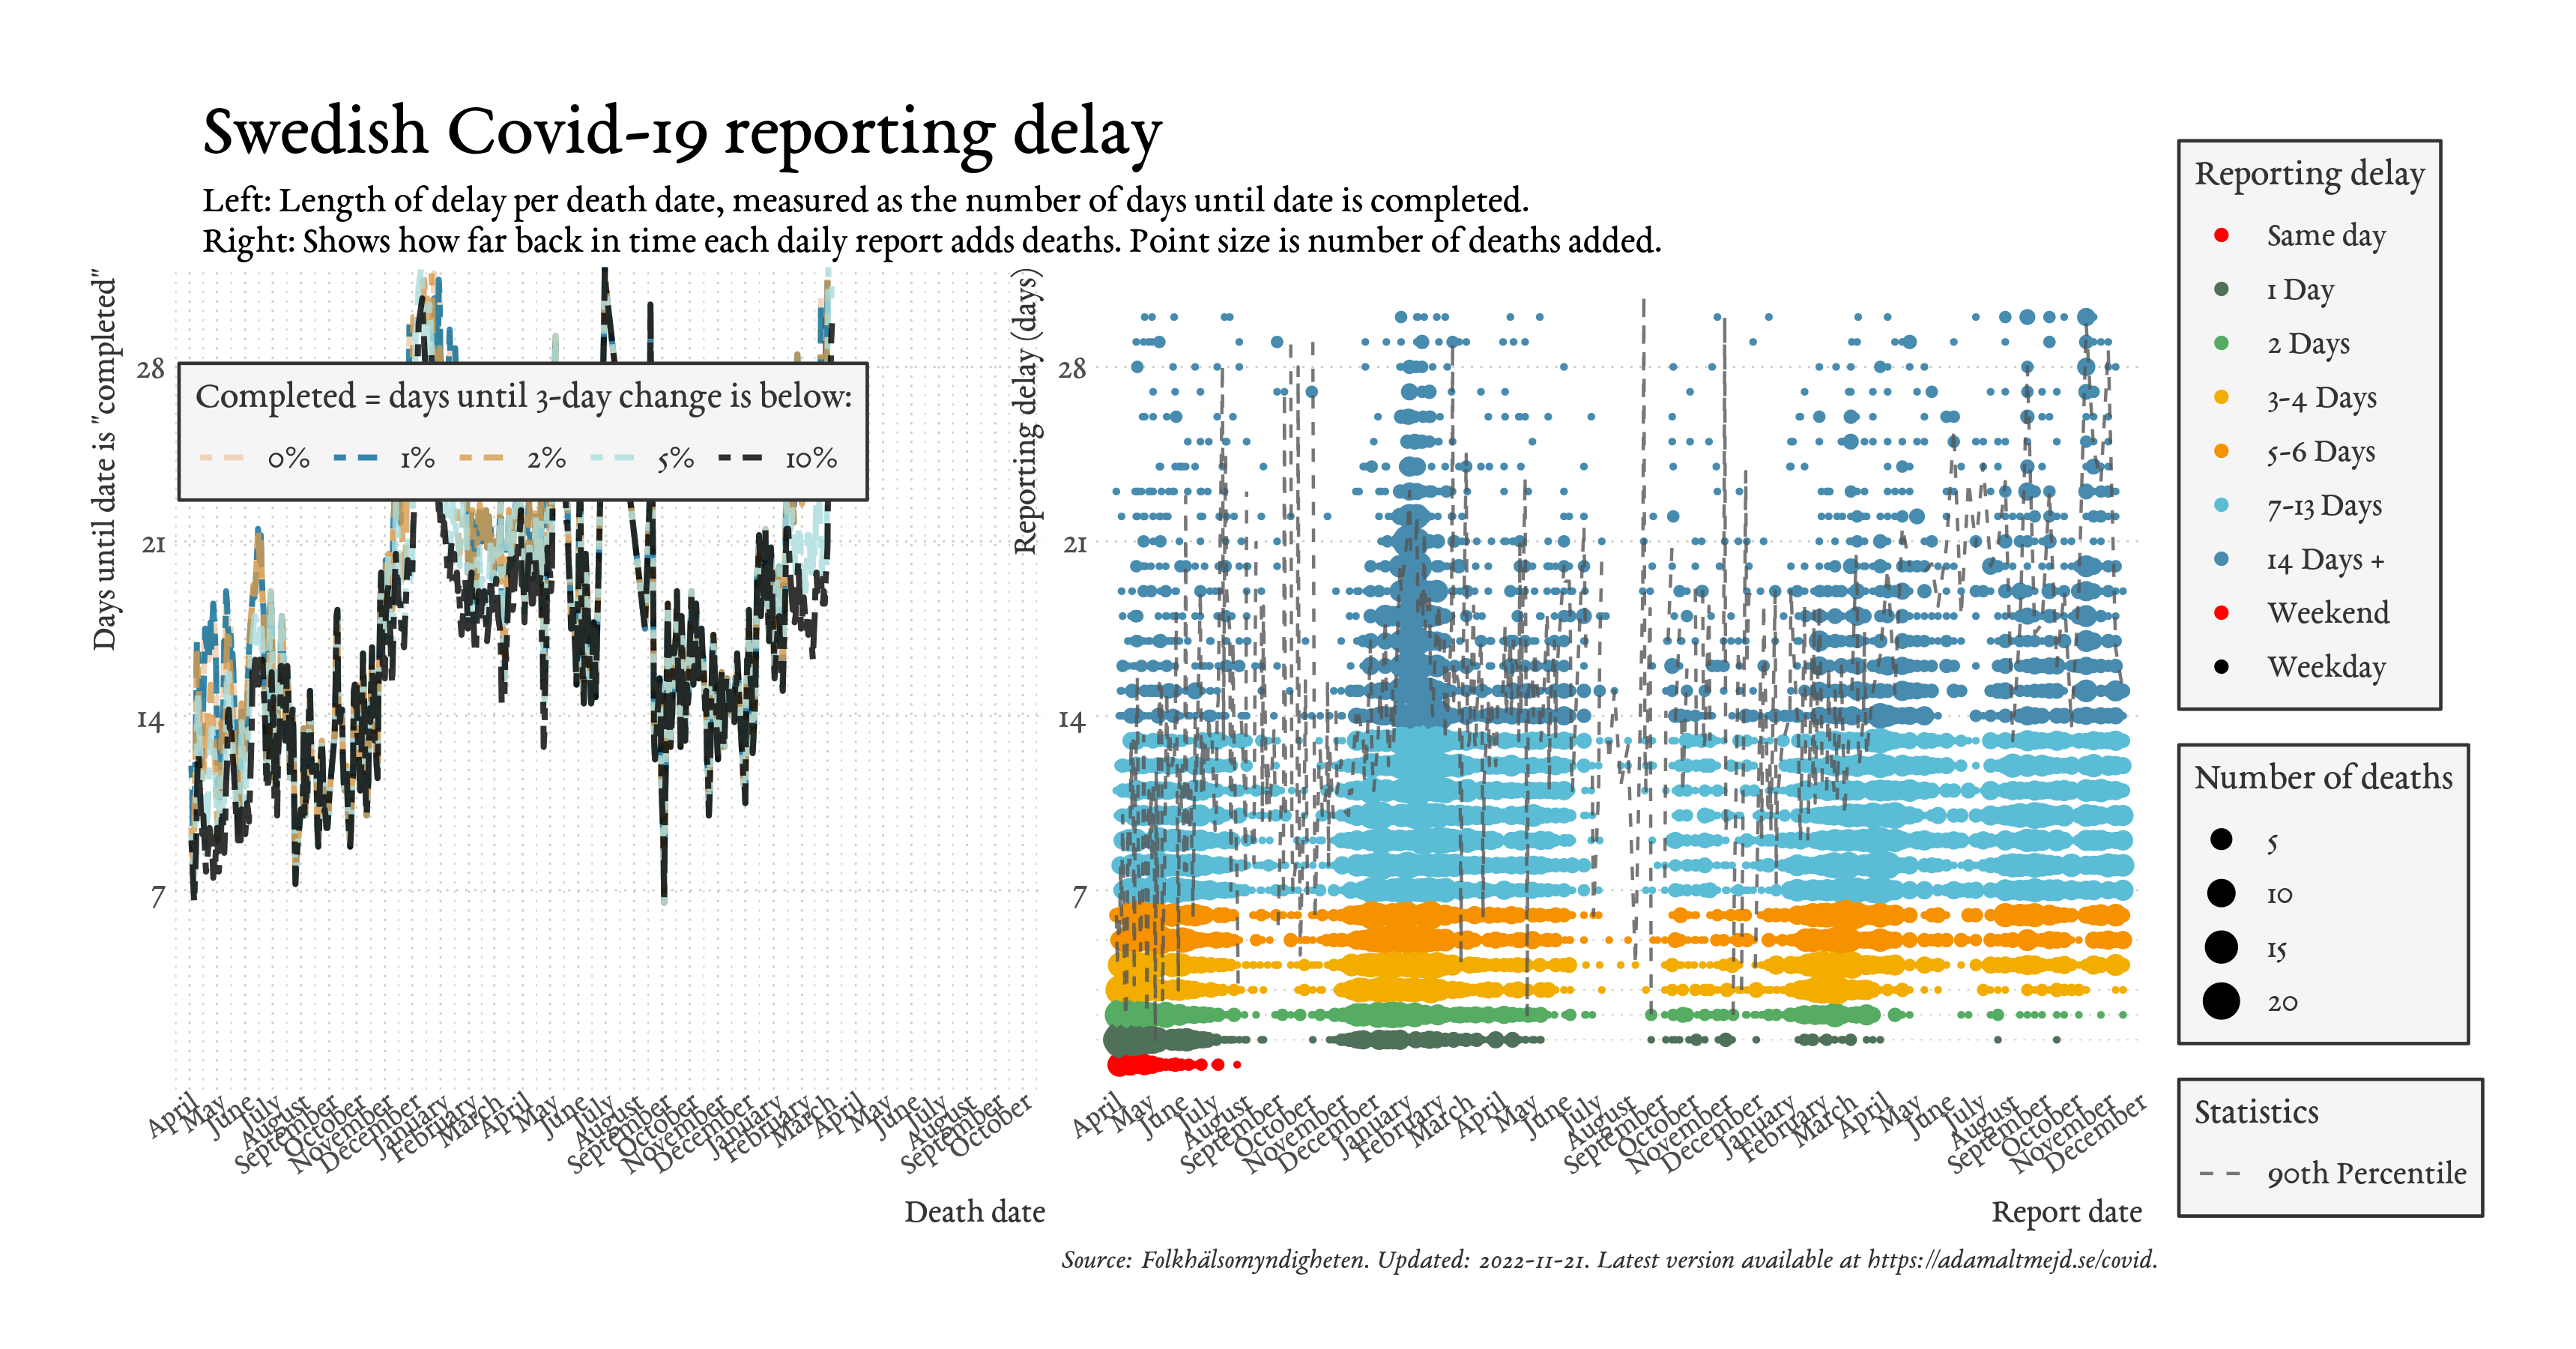 Swedish Covid-19 reporting delay
Left: Length of delay per death date, measured as the number of days until date is completed.
Right: Shows how far back in time each daily report adds deaths. Point size is number of deaths added.
Days until date is "completed"
28
21
14
7
Completed = days until 3-day change is below:
0% 1% 2% 5% 10%
April May June July August September October November December January February March April May June July August September October November December January February March April May June July August September October
Death date
Reporting delay (days)
28
21
14
7
April May June July August September October November December January February March April May June July August September October November December January February March April May June July August September October November December
Report date
Reporting delay
Same day
1 Day
2 Days
3-4 Days
5-6 Days
7-13 Days
14 Days +
Weekend
Weekday
Number of deaths
5
10
15
20
Statistics
90th Percentile
Source: Folkhälsomyndigheten. Updated: 2022-11-21. Latest version available at https://adamaltmejd.se/covid.